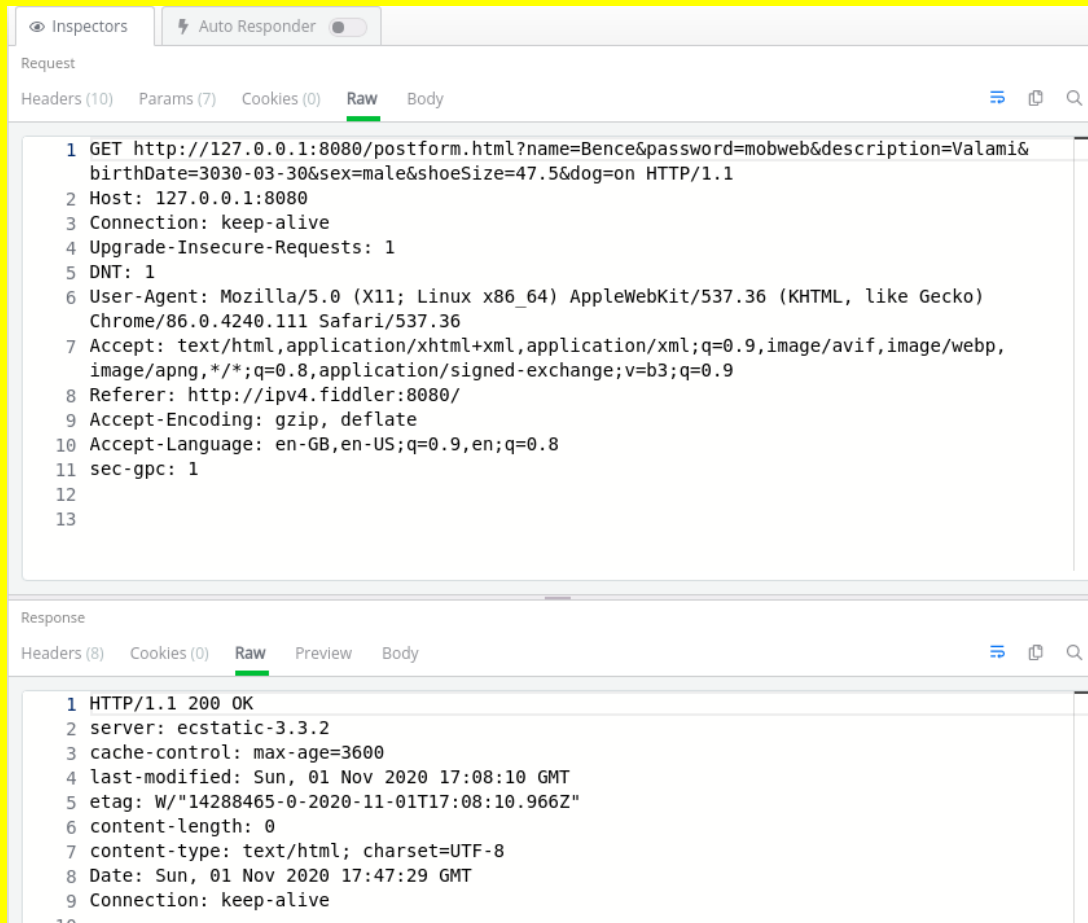 Inspectors Auto Responder
Request
Headers (10) Params (7) Cookies (0) Raw Body
1 GET http://127.0.0.1:8080/postform.html?name=Bence&password=mobweb&description=Valami&
birthDate=3030-03-30&sex=male&shoeSize=47.5&dog=on HTTP/1.1
2 Host: 127.0.0.1:8080
3 Connection: keep-alive
4 Upgrade-Insecure-Requests: 1
5 DNT: 1
6 User-Agent: Mozilla/5.0 (X11; Linux x86_64) AppleWebKit/537.36 (KHTML, like Gecko)
Chrome/86.0.4240.111 Safari/537.36
7 Accept: text/html,application/xhtml+xml,application/xml;q=0.9,image/avif,image/webp,
image/apng,*/*;q=0.8,application/signed-exchange;v=b3;q=0.9
8 Referer: http://ipv4.fiddler:8080/
9 Accept-Encoding: gzip, deflate
10 Accept-Language: en-GB,en-US;q=0.9,en;q=0.8
11 sec-gpc: 1
12
13
Response
Headers (8) Cookies (0) Raw Preview Body
1 HTTP/1.1 200 OK
2 server: ecstatic-3.3.2
3 cache-control: max-age=3600
4 last-modified: Sun, 01 Nov 2020 17:08:10 GMT
5 etag: W/"14288465-0-2020-11-01T17:08:10.966Z"
6 content-length: 0
7 content-type: text/html; charset=UTF-8
8 Date: Sun, 01 Nov 2020 17:47:29 GMT
9 Connection: keep-alive
10